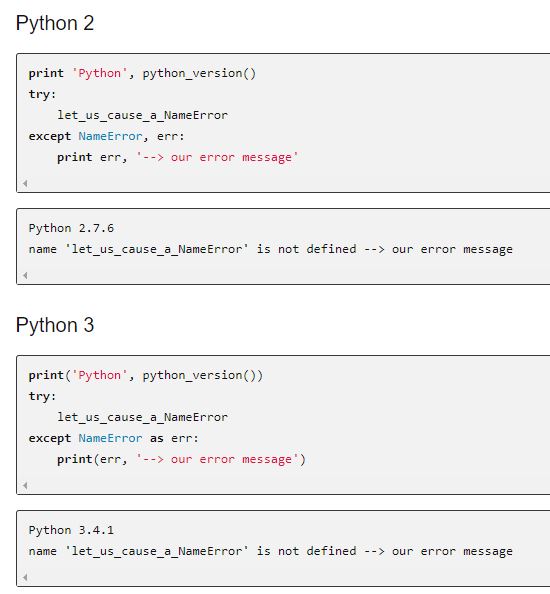 Python 2
print 'Python', python_version()
try:
    let_us_cause_a_NameError
except NameError, err:
    print err, '--> our error message'
Python 2.7.6
name 'let_us_cause_a_NameError' is not defined --> our error message
Python 3
print('Python', python_version())
try:
    let_us_cause_a_NameError
except NameError as err:
    print(err, '--> our error message')
Python 3.4.1
name 'let_us_cause_a_NameError' is not defined --> our error message